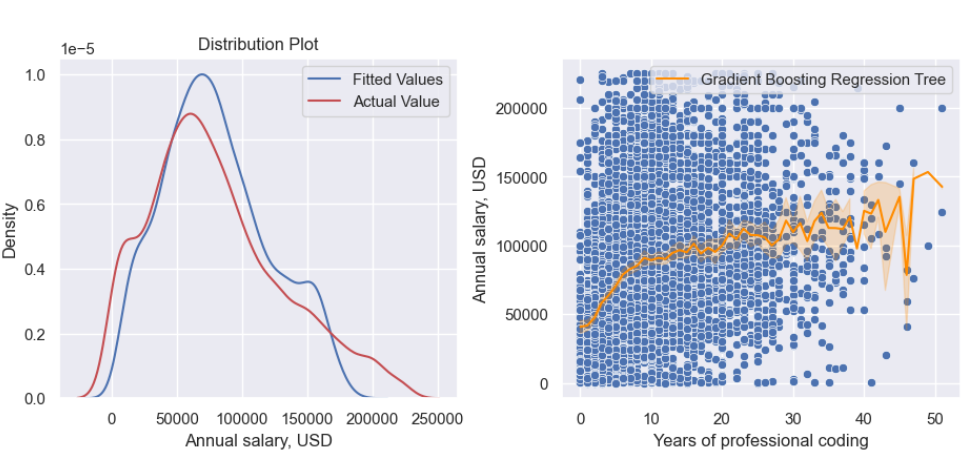 Distribution Plot
1e−5
Fitted Values
Actual Value
1.0
0.8
0.6
0.4
0.2
0.0
Density
0 50000 100000 150000 200000 250000
Annual salary, USD
Gradient Boosting Regression Tree
200000
150000
100000
50000
0
Annual salary, USD
0 10 20 30 40 50
Years of professional coding